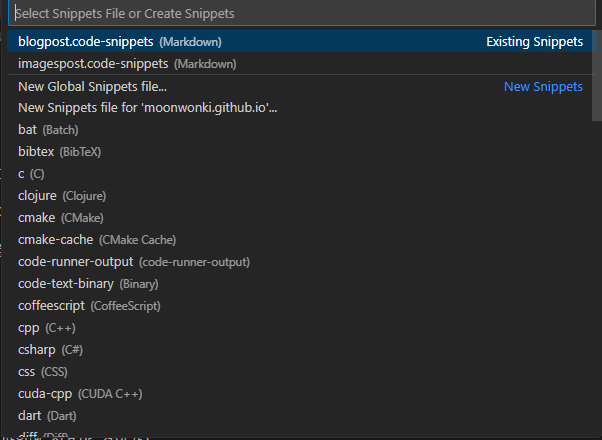 Select Snippets File or Create Snippets
blogpost.code-snippets (Markdown) Existing Snippets
imagespost.code-snippets (Markdown)
New Global Snippets file... New Snippets
New Snippets file for 'moonwonki.github.io'...
bat (Batch)
bibtex (BibTeX)
c (C)
clojure (Clojure)
cmake (CMake)
cmake-cache (CMake Cache)
code-runner-output (code-runner-output)
code-text-binary (Binary)
coffeescript (CoffeeScript)
cpp (C++)
csharp (C#)
css (CSS)
cuda-cpp (CUDA C++)
dart (Dart)
diff (Diff)